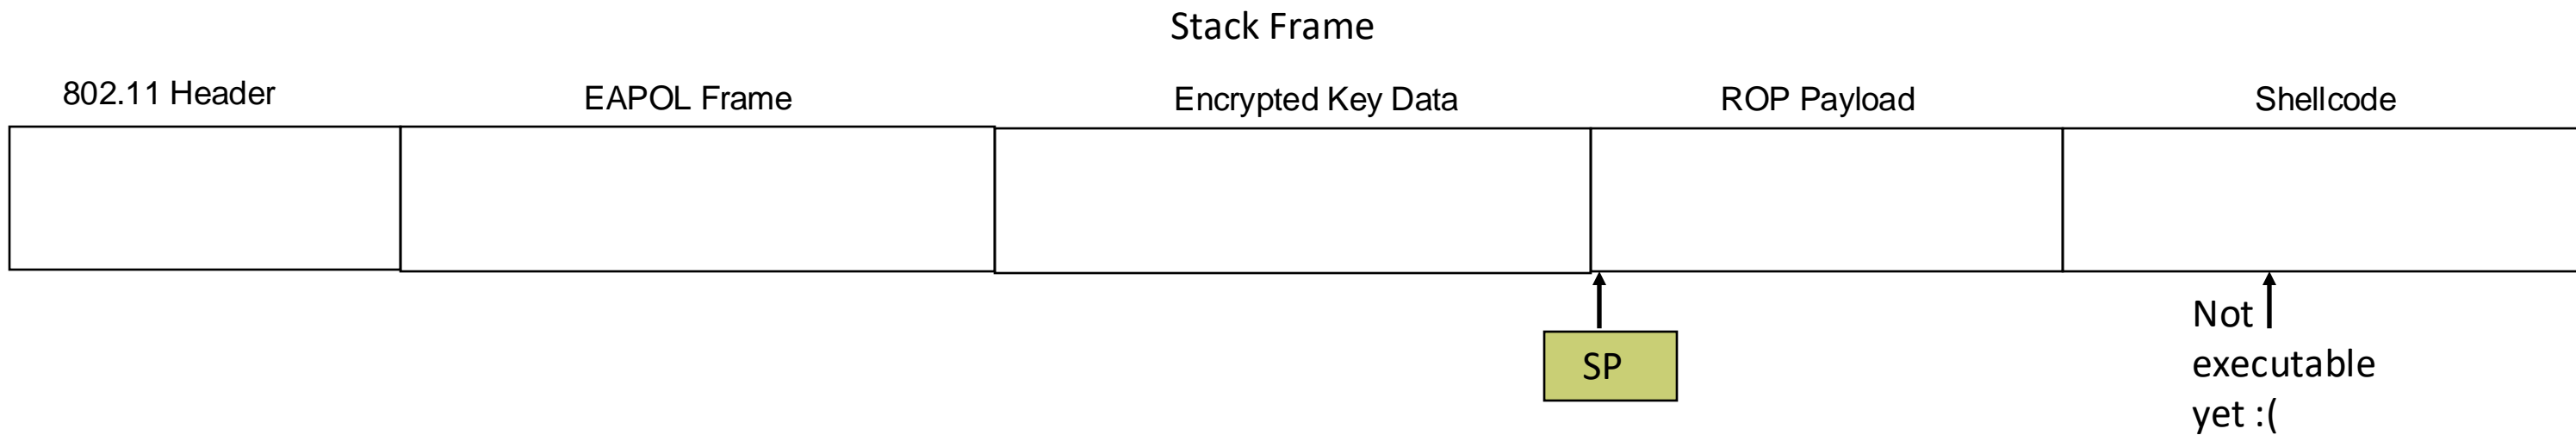 Stack Frame
802.11 Header
EAPOL Frame
Encrypted Key Data
ROP Payload
Shellcode
SP
Not
executable
yet :(